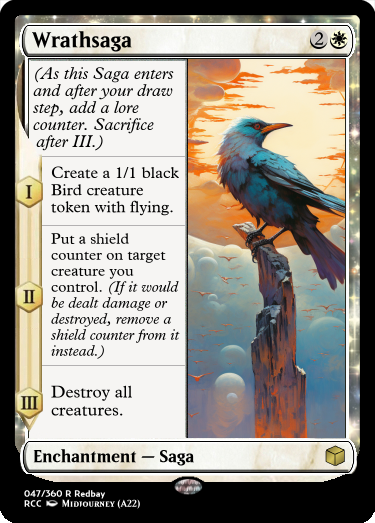 Wrathsaga 2
(As this Saga enters
and after your draw
step, add a lore
counter. Sacrifice
after III.)
I
Create a 1/1 black
Bird creature
token with flying.
II
Put a shield
counter on target
creature you
control. (If it would
be dealt damage or
destroyed, remove a
shield counter from it
instead.)
III
Destroy all
creatures.
Enchantment — Saga
047/360 R Redbay
RCC Midjourney (A22)